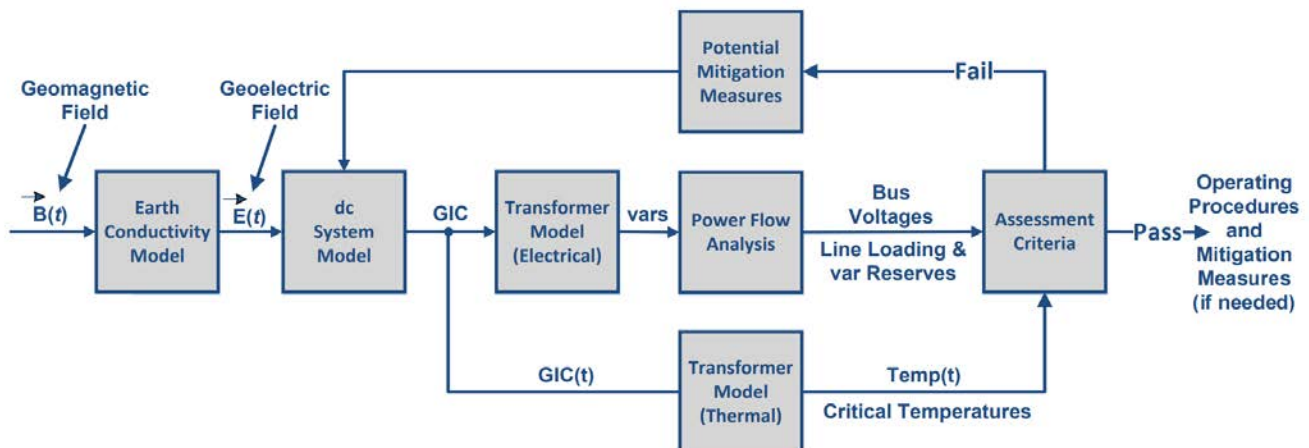 Potential
Mitigation
Measures
Fail
Geomagnetic
Field
Geoelectric
Field
B(t)
Earth
Conductivity
Model
E(t)
dc
System
Model
GIC
Transformer
Model
(Electrical)
vars
Power Flow
Analysis
Bus
Voltages
Line Loading &
var Reserves
Assessment
Criteria
Pass
Operating
Procedures
and
Mitigation
Measures
(if needed)
GIC(t)
Transformer
Model
(Thermal)
Temp(t)
Critical Temperatures